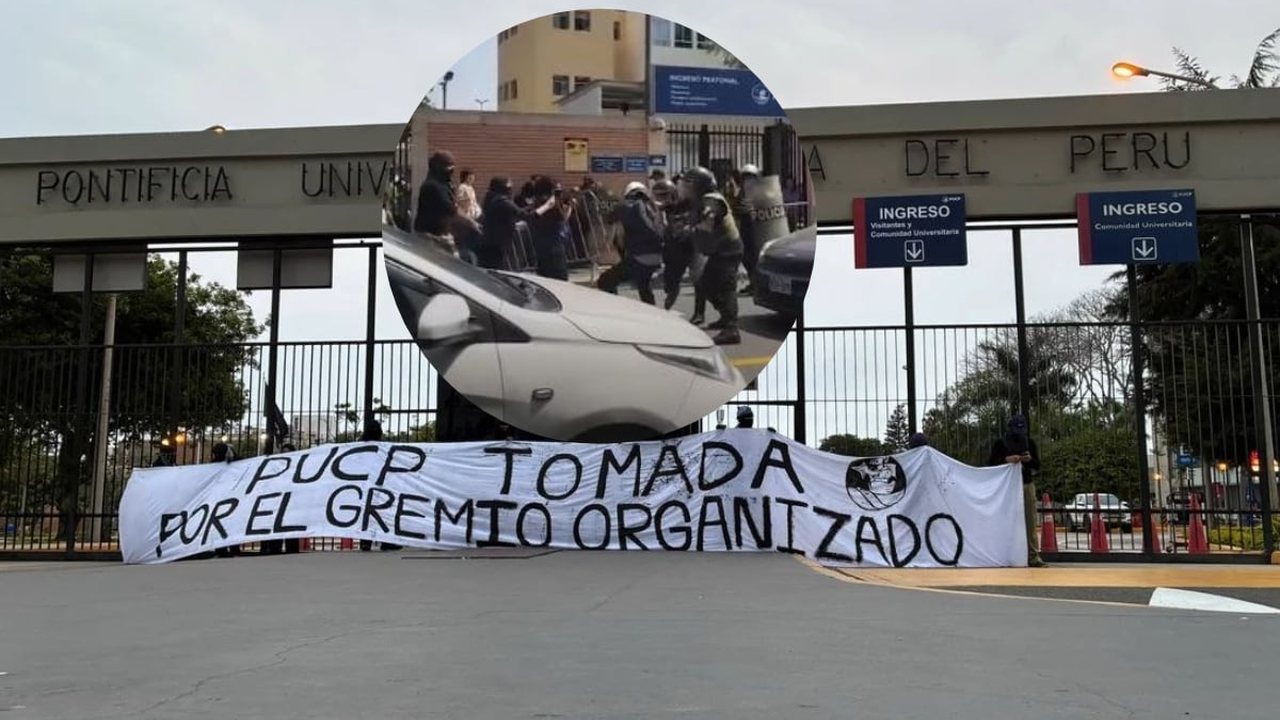 INGRESO PEATONAL
PONTIFICIA UNIV
DEL PERU
INGRESO
Visitantes y
Comunidad Universitaria
PUCP
INGRESO
Comunidad Universitaria
POLICIA
PUCP TOMADA
POR EL GREMIO ORGANIZADO